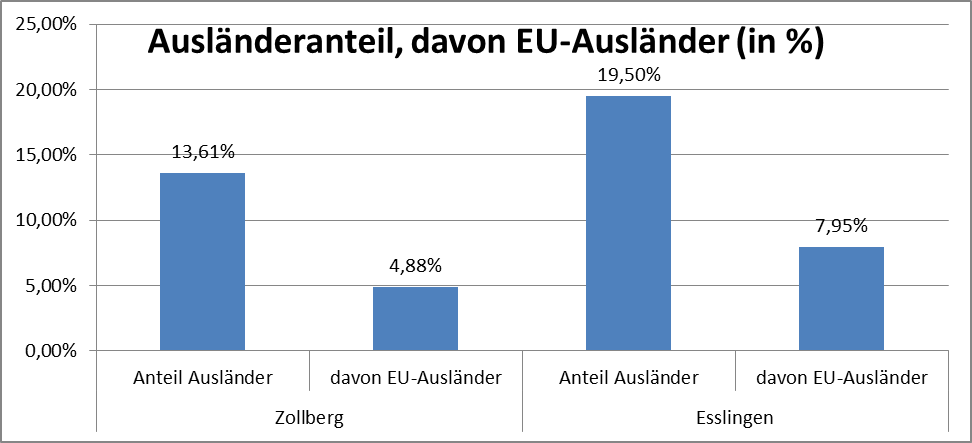 Ausländeranteil, davon EU-Ausländer (in %)
25,00%
20,00%
15,00%
10,00%
5,00%
0,00%
13,61%
4,88%
19,50%
7,95%
Anteil Ausländer
davon EU-Ausländer
Anteil Ausländer
davon EU-Ausländer
Zollberg
Esslingen